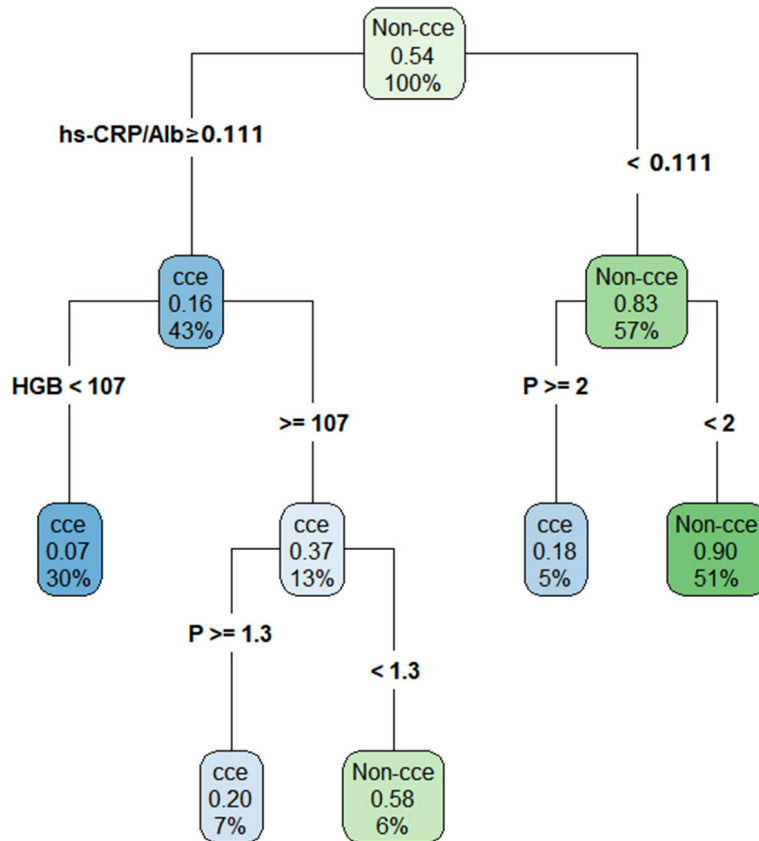 Non-cce
0.54
100%
hs-CRP/Alb≥0.111
< 0.111
cce
0.16
43%
Non-cce
0.83
57%
HGB < 107
>= 107
P >= 2
< 2
cce
0.07
30%
cce
0.37
13%
cce
0.18
5%
Non-cce
0.90
51%
P >= 1.3
< 1.3
cce
0.20
7%
Non-cce
0.58
6%